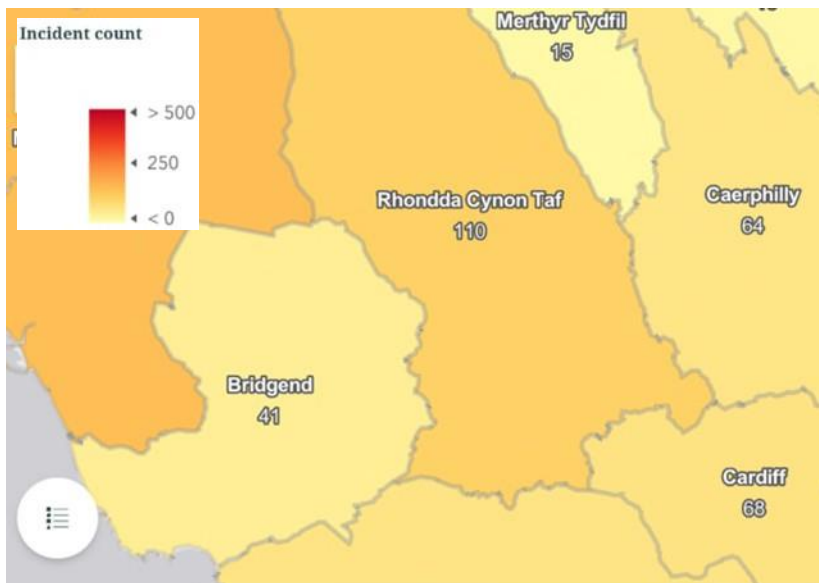 Incident count
> 500
250
< 0
Merthyr Tydfil
15
Rhondda Cynon Taf
110
Caerphilly
64
Bridgend
41
Cardiff
68